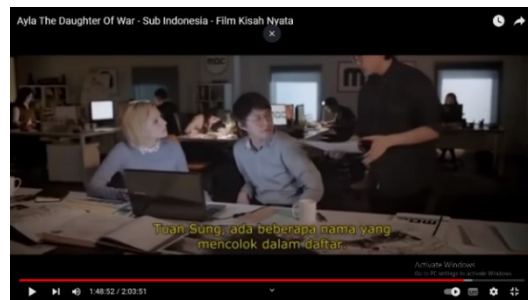 Ayla The Daughter Of War - Sub Indonesia - Film Kisah Nyata
mBC
m
Tuan Sung, ada beberapa nama yang
mencolok dalam daftar.
Activate Windows
Go to PC settings to activate Windows.
1:48:52 / 2:03:51